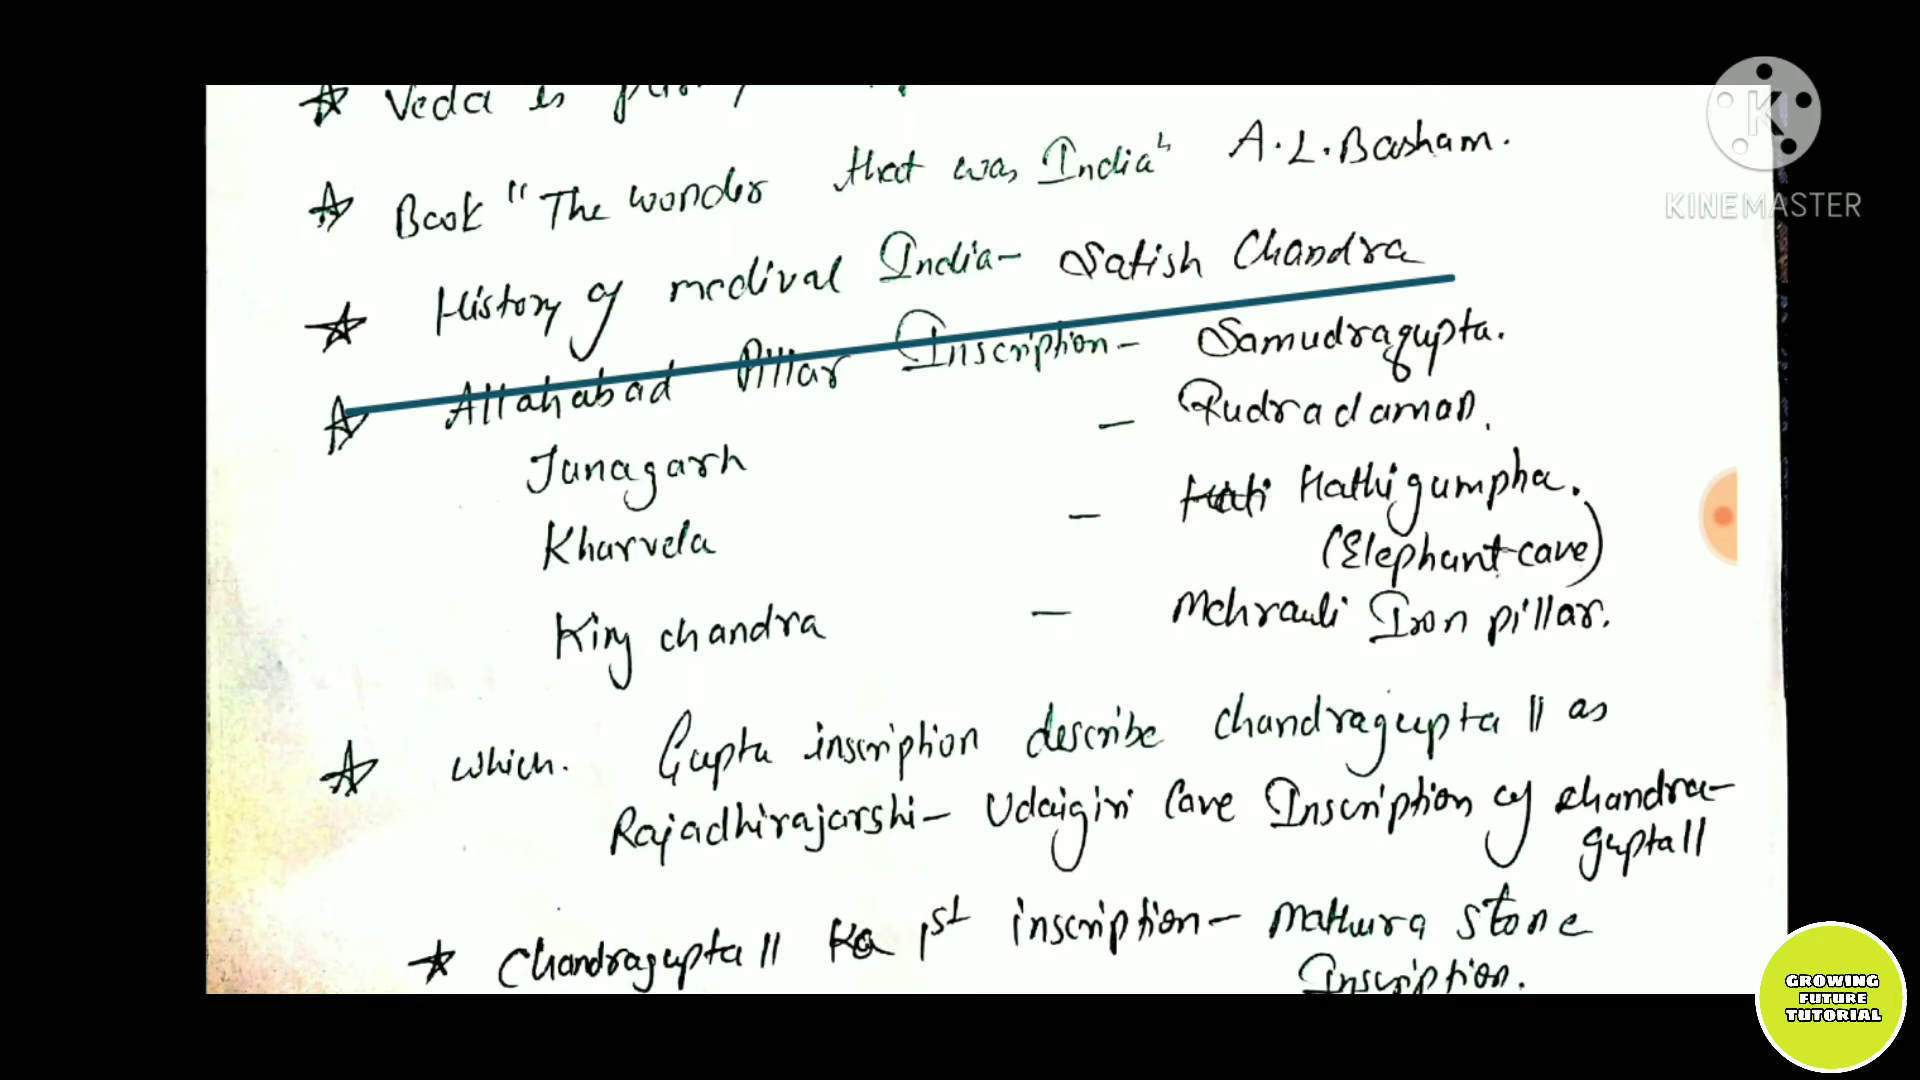 ☆ Veda is
☆ Book "The wonder that was India" A.L.Basham.
☆ History of medival India- Satish Chandra
☆ Allahabad Pillar Inscription- Samudragupta.
Junagarh - Rudradaman.
Kharvela - Hathigumpha.
(Elephant cave)
King chandra - Mehrauli Iron pillar.
☆ which. Gupta inscription describe chandragupta II as
Rajadhirajarshi- Udaigiri Cave Inscription of chandra-
gupta II
☆ Chandragupta II Ka 1st inscription- Mathura stone
Inscription.
K
KINEMASTER
GROWING
FUTURE
TUTORIAL